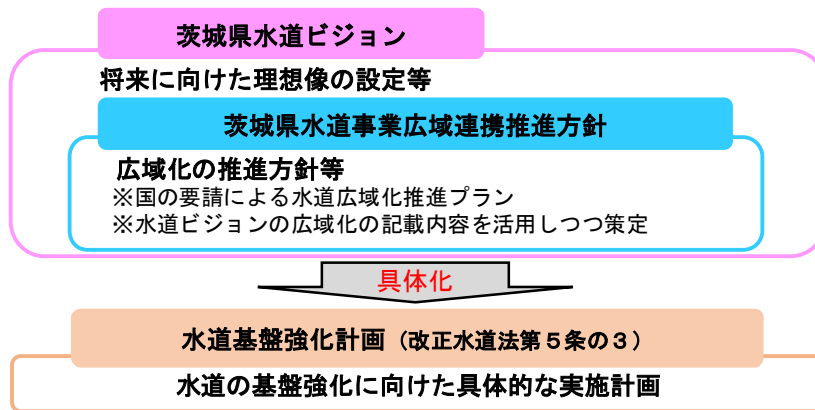 茨城県水道ビジョン
将来に向けた理想像の設定等
茨城県水道事業広域連携推進方針
広域化の推進方針等
※国の要請による水道広域化推進プラン
※水道ビジョンの広域化の記載内容を活用しつつ策定
具体化
水道基盤強化計画（改正水道法第５条の３）
水道の基盤強化に向けた具体的な実施計画